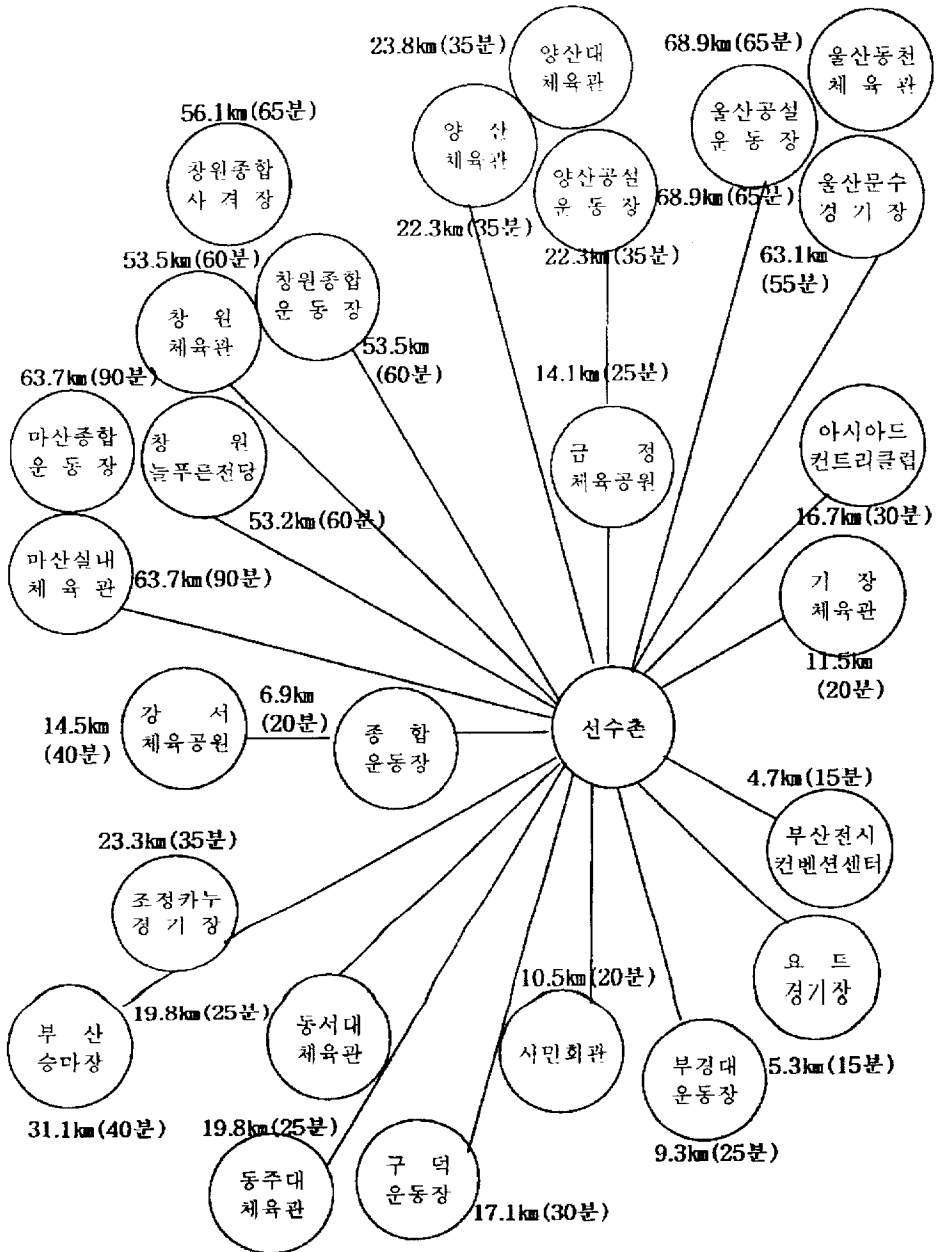 23.8㎞(35분)
양산대
체육관
68.9㎞(65분)
울산동천
체 육 관
56.1㎞(65분)
양 산
체육관
울산공설
운 동 장
창원종합
사 격 장
양산공설
운 동 장
68.9㎞(65분)
울산문수
경 기 장
22.3㎞(35분)
22.3㎞(35분)
63.1㎞
(55분)
53.5㎞(60분)
창원종합
운 동 장
창 원
체육관
53.5㎞
(60분)
63.7㎞(90분)
14.1㎞(25분)
마산종합
운 동 장
창 원
늘푸른전당
금 정
체육공원
아시아드
컨트리클럽
53.2㎞(60분)
16.7㎞(30분)
마산실내
체 육 관
63.7㎞(90분)
기 장
체육관
11.5㎞
(20분)
14.5㎞
(40분)
강 서
체육공원
6.9㎞
(20분)
종 합
운동장
선수촌
4.7㎞(15분)
부산전시
컨벤션센터
23.3㎞(35분)
조정카누
경 기 장
요 트
경기장
10.5㎞(20분)
19.8㎞(25분)
부 산
승마장
동서대
체육관
시민회관
부경대
운동장
5.3㎞(15분)
31.1㎞(40분)
19.8㎞(25분)
9.3㎞(25분)
동주대
체육관
구 덕
운동장
17.1㎞(30분)